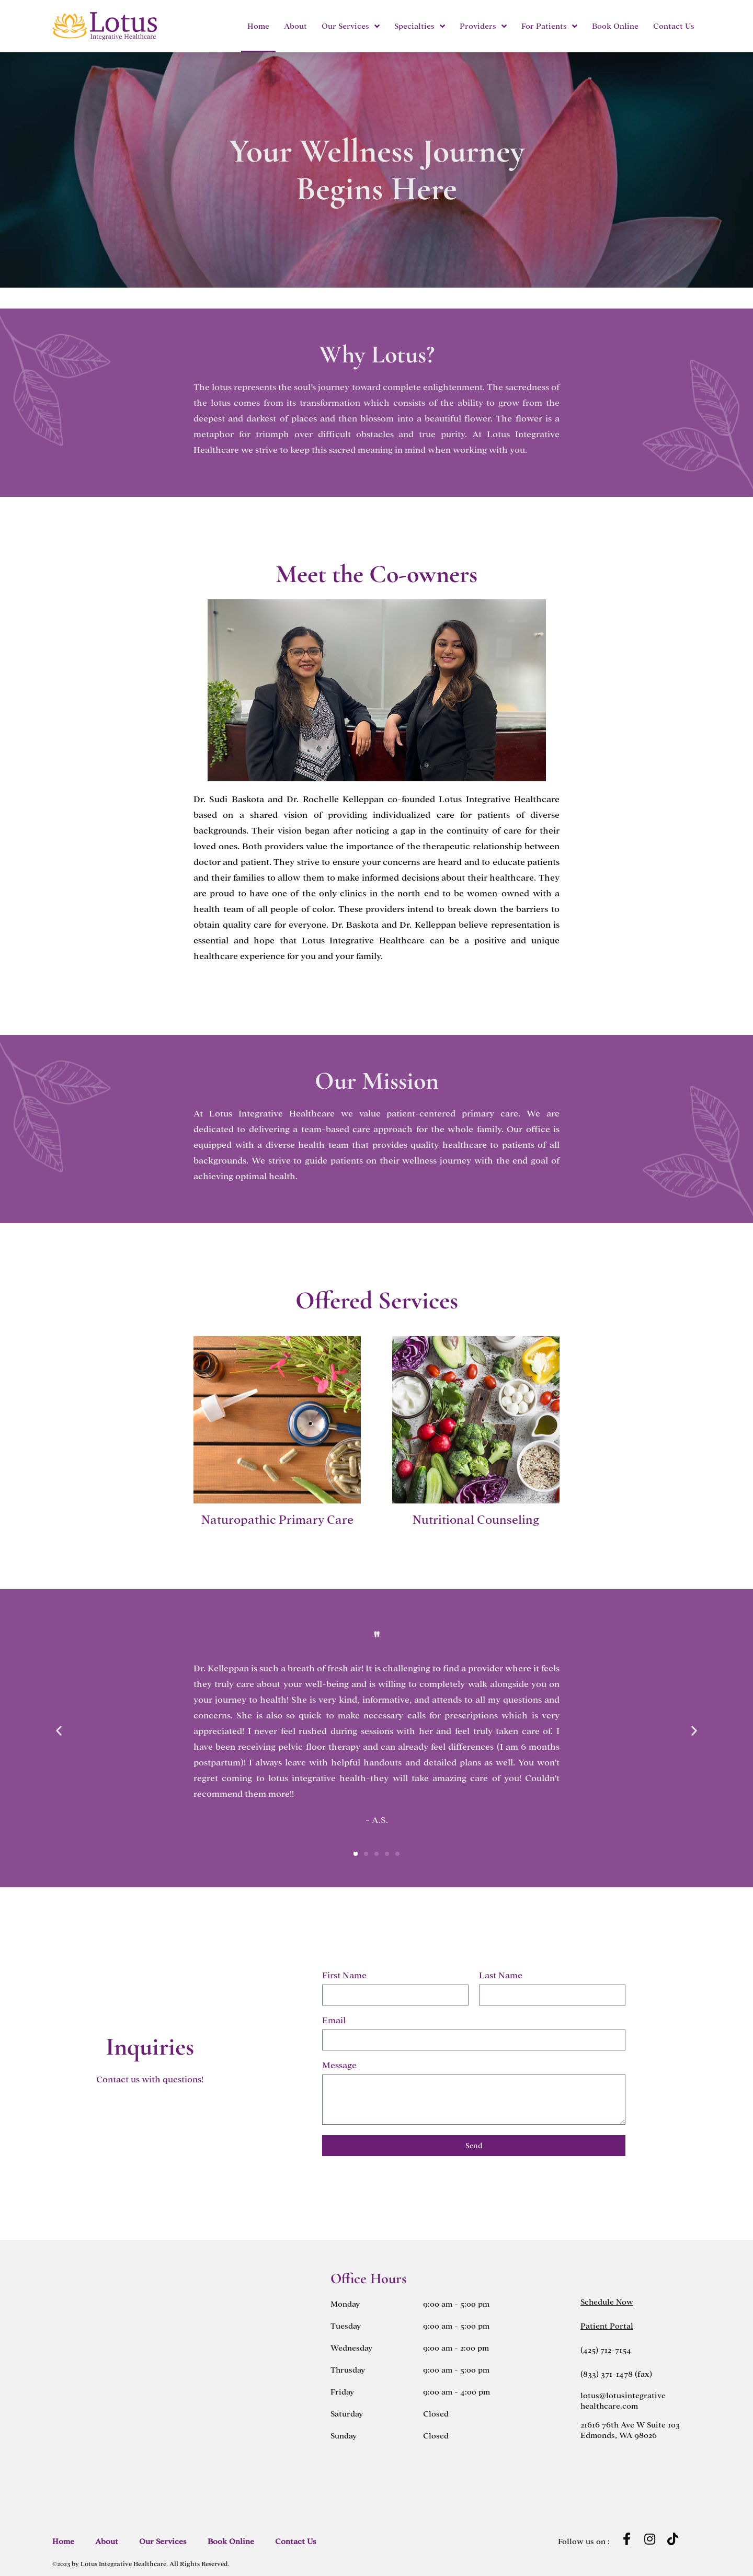 Lotus
Integrative Healthcare
Home
About
Our Services
Specialties
Providers
For Patients
Book Online
Contact Us
Your Wellness Journey
Begins Here
Why Lotus?
The lotus represents the soul's journey toward complete enlightenment. The sacredness of
the lotus comes from its transformation which consists of the ability to grow from the
deepest and darkest of places and then blossom into a beautiful flower. The flower is a
metaphor for triumph over difficult obstacles and true purity. At Lotus Integrative
Healthcare we strive to keep this sacred meaning in mind when working with you.
Meet the Co-owners
Dr. Sudi Baskota and Dr. Rochelle Kelleppan co-founded Lotus Integrative Healthcare
based on a shared vision of providing individualized care for patients of diverse
backgrounds. Their vision began after noticing a gap in the continuity of care for their
loved ones. Both providers value the importance of the therapeutic relationship between
doctor and patient. They strive to ensure your concerns are heard and to educate patients
and their families to allow them to make informed decisions about their healthcare. They
are proud to have one of the only clinics in the north end to be women-owned with a
health team of all people of color. These providers intend to break down the barriers to
obtain quality care for everyone. Dr. Baskota and Dr. Kelleppan believe representation is
essential and hope that Lotus Integrative Healthcare can be a positive and unique
healthcare experience for you and your family.
Our Mission
At Lotus Integrative Healthcare we value patient-centered primary care. We are
dedicated to delivering a team-based care approach for the whole family. Our office is
equipped with a diverse health team that provides quality healthcare to patients of all
backgrounds. We strive to guide patients on their wellness journey with the end goal of
achieving optimal health.
Offered Services
Naturopathic Primary Care
Nutritional Counseling
"
Dr. Kelleppan is such a breath of fresh air! It is challenging to find a provider where it feels
they truly care about your well-being and is willing to completely walk alongside you on
your journey to health! She is very kind, informative, and attends to all my questions and
concerns. She is also so quick to make necessary calls for prescriptions which is very
appreciated! I never feel rushed during sessions with her and feel truly taken care of. I
have been receiving pelvic floor therapy and can already feel differences (I am 6 months
postpartum)! I always leave with helpful handouts and detailed plans as well. You won't
regret coming to lotus integrative health-they will take amazing care of you! Couldn't
recommend them more!!
- A.S.
Inquiries
Contact us with questions!
First Name
Last Name
Email
Message
Send
Office Hours
Monday 9:00 am - 5:00 pm
Tuesday 9:00 am - 5:00 pm
Wednesday 9:00 am - 2:00 pm
Thrusday 9:00 am - 5:00 pm
Friday 9:00 am - 4:00 pm
Saturday Closed
Sunday Closed
Schedule Now
Patient Portal
(425) 712-7154
(833) 371-1478 (fax)
lotus@lotusintegrative
healthcare.com
21616 76th Ave W Suite 103
Edmonds, WA 98026
Home
About
Our Services
Book Online
Contact Us
Follow us on :
©2023 by Lotus Integrative Healthcare. All Rights Reserved.